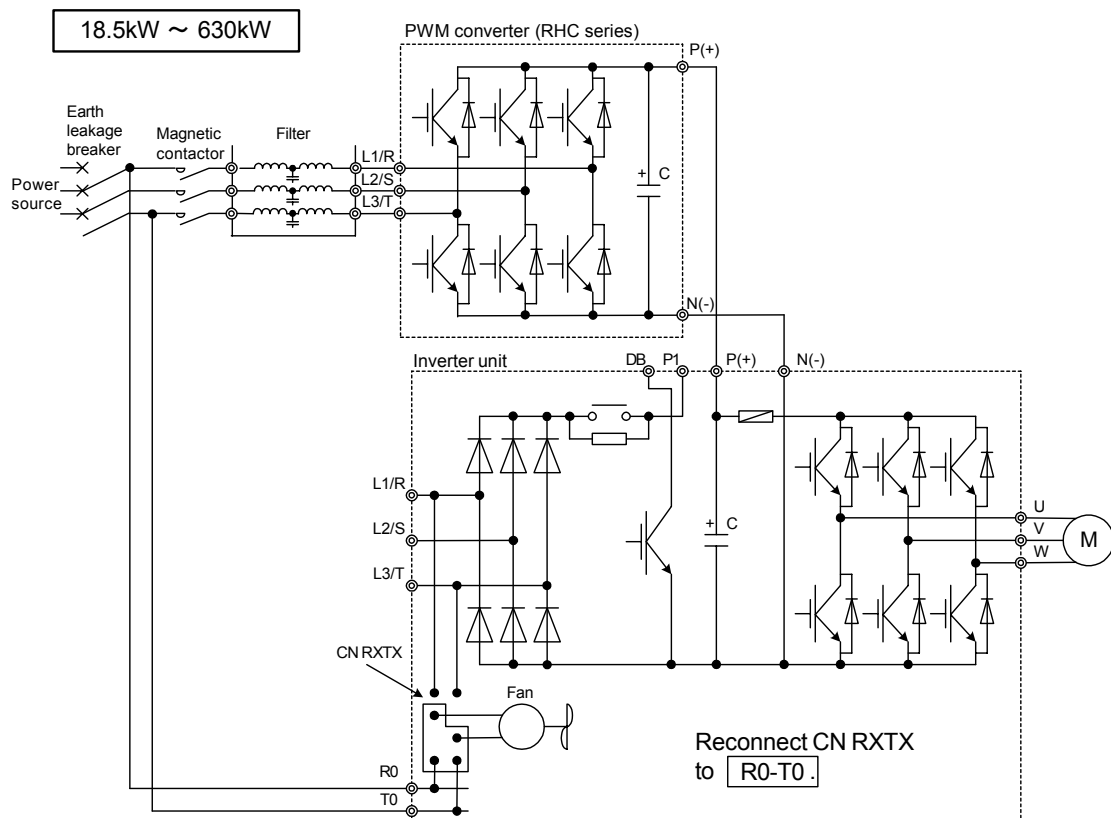 18.5kW ～ 630kW
PWM converter (RHC series)
P(+)
Earth
leakage
breaker
Magnetic
contactor
Filter
Power
source
L1/R
L2/S
L3/T
+
C
N(-)
Inverter unit
DB
P1
P(+)
N(-)
L1/R
L2/S
L3/T
+
C
U
V
W
M
CN RXTX
Fan
R0
T0
Reconnect CN RXTX
to R0-T0 .